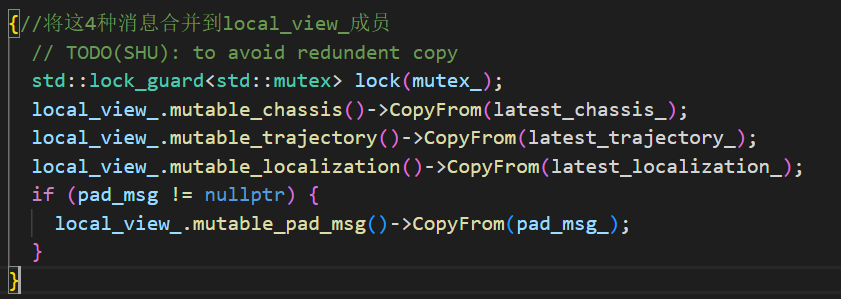 {//将这4种消息合并到local_view_成员
// TODO(SHU): to avoid redundent copy
std::lock_guard<std::mutex> lock(mutex_);
local_view_.mutable_chassis()->CopyFrom(latest_chassis_);
local_view_.mutable_trajectory()->CopyFrom(latest_trajectory_);
local_view_.mutable_localization()->CopyFrom(latest_localization_);
if (pad_msg != nullptr) {
local_view_.mutable_pad_msg()->CopyFrom(pad_msg_);
}
}